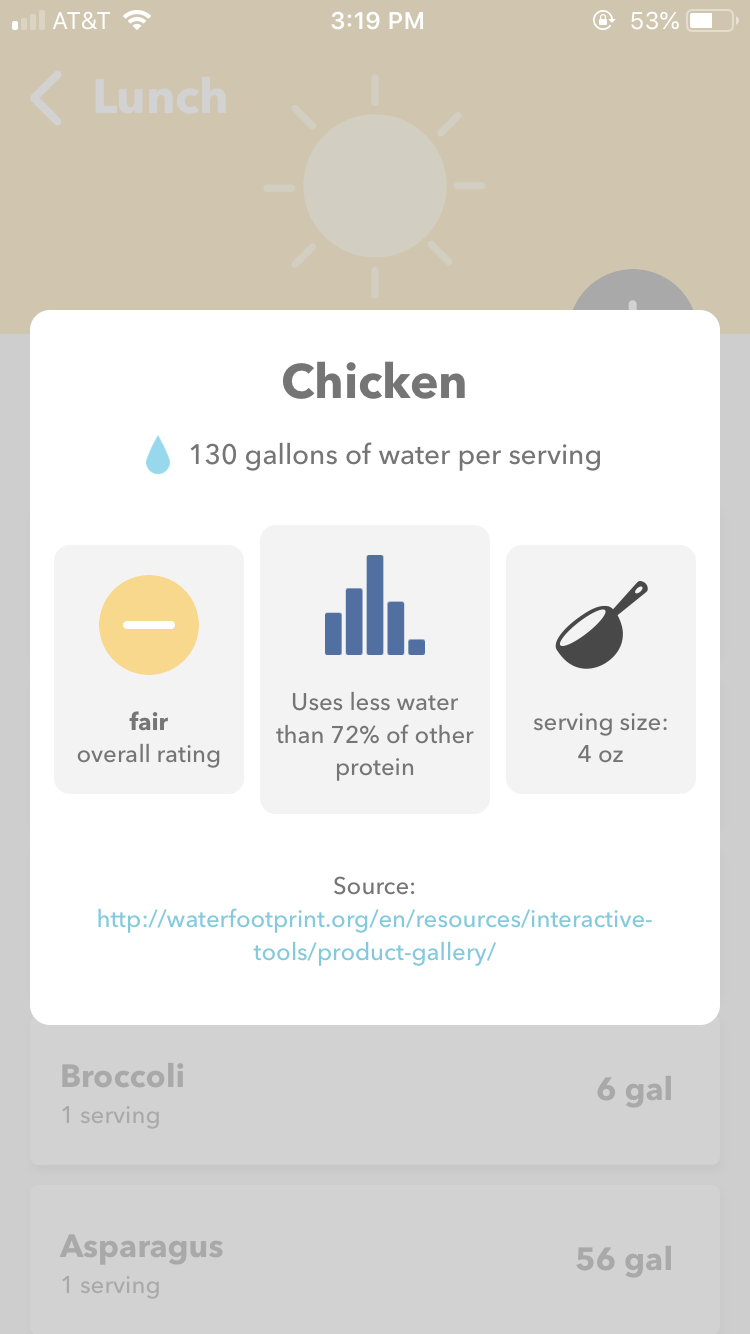 AT&T 3:19 PM 53%
Lunch
Chicken
130 gallons of water per serving
fair
overall rating
Uses less water
than 72% of other
protein
serving size:
4 oz
Source:
http://waterfootprint.org/en/resources/interactive-
tools/product-gallery/
Broccoli
6 gal
1 serving
Asparagus
56 gal
1 serving